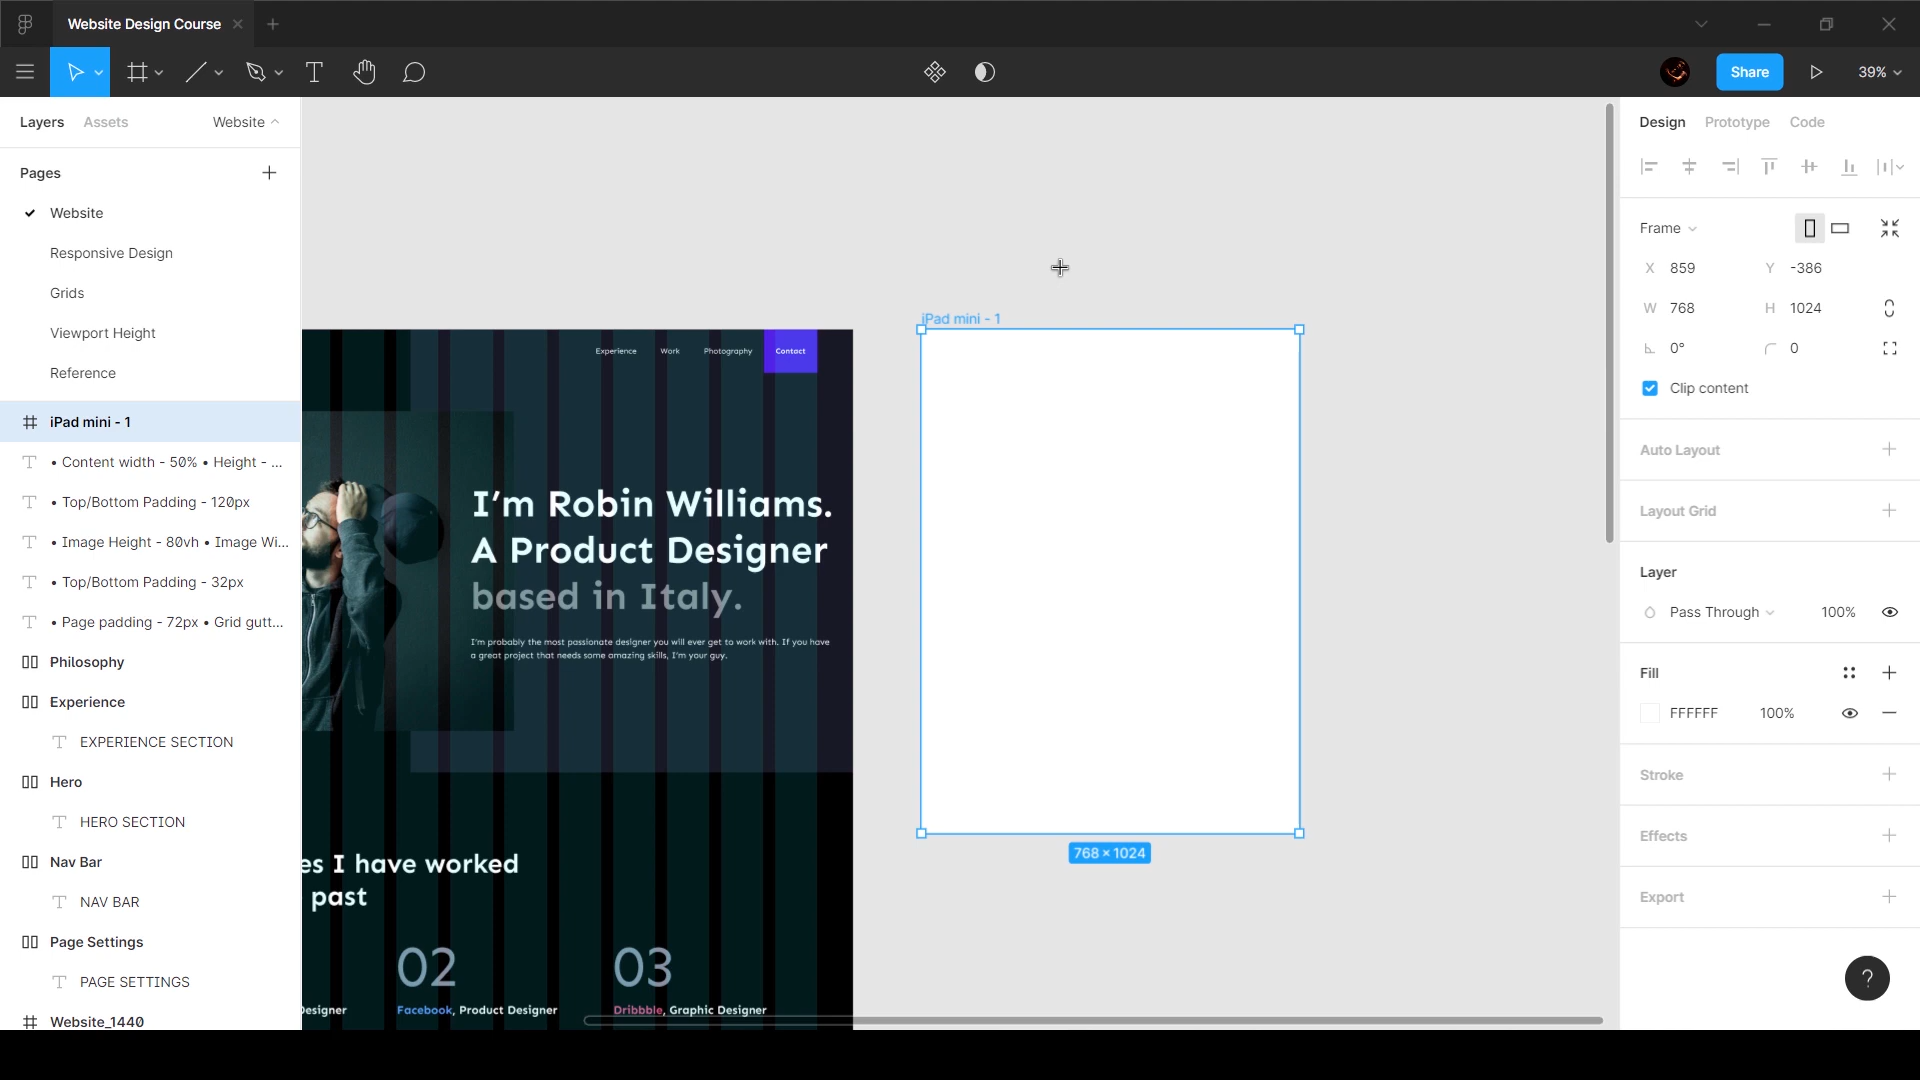 Website Design Course
Share
39%
Layers
Assets
Website
Pages
Website
Responsive Design
Grids
Viewport Height
Reference
iPad mini - 1
• Content width - 50% • Height - ...
• Top/Bottom Padding - 120px
• Image Height - 80vh • Image Wi...
• Top/Bottom Padding - 32px
• Page padding - 72px • Grid gutt...
Philosophy
Experience
EXPERIENCE SECTION
Hero
HERO SECTION
Nav Bar
NAV BAR
Page Settings
PAGE SETTINGS
Website_1440
Experience Work Photography Contact
I'm Robin Williams.
A Product Designer
based in Italy.
I'm probably the most passionate designer you will ever get to work with. If you have
a great project that needs some amazing skills, I'm your guy.
es I have worked
past
02
03
esigner
Facebook, Product Designer
Dribbble, Graphic Designer
iPad mini - 1
768 × 1024
Design Prototype Code
Frame
X 859 Y -386
W 768 H 1024
0° 0
Clip content
Auto Layout
Layout Grid
Layer
Pass Through 100%
Fill
FFFFFF 100%
Stroke
Effects
Export
?